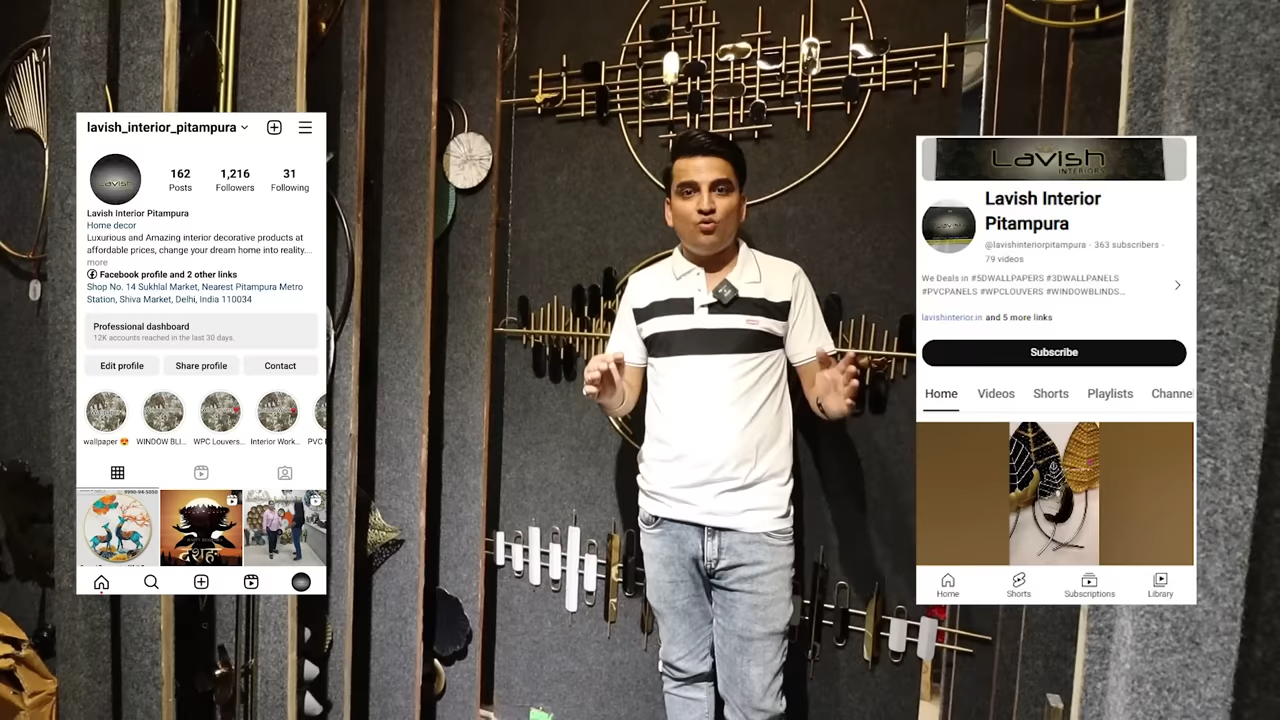 lavish_interior_pitampura
162
1,216
31
Posts
Followers
Following
Lavish
Lavish Interior Pitampura
Home decor
Luxurious and Amazing interior decorative products at
affordable prices, change your dream home into reality....
more
Facebook profile and 2 other links
Shop No. 14 Sukhlal Market, Nearest Pitampura Metro
Station, Shiva Market, Delhi, India 110034
Professional dashboard
12K accounts reached in the last 30 days.
Edit profile
Share profile
Contact
wallpaper 😍
WINDOW BLI...
WPC Louvers...
Interior Work...
PVC
9990-94-5050
दशहरा
Lavish
INTERIORS
Lavish Interior
Pitampura
@lavishinteriorpitampura · 363 subscribers ·
79 videos
We Deals in #5DWALLPAPERS #3DWALLPANELS
#PVCPANELS #WPCLOUVERS #WINDOWBLINDS...
lavishinterior.in and 5 more links
Subscribe
Home
Videos
Shorts
Playlists
Channe
Home
Shorts
Subscriptions
Library